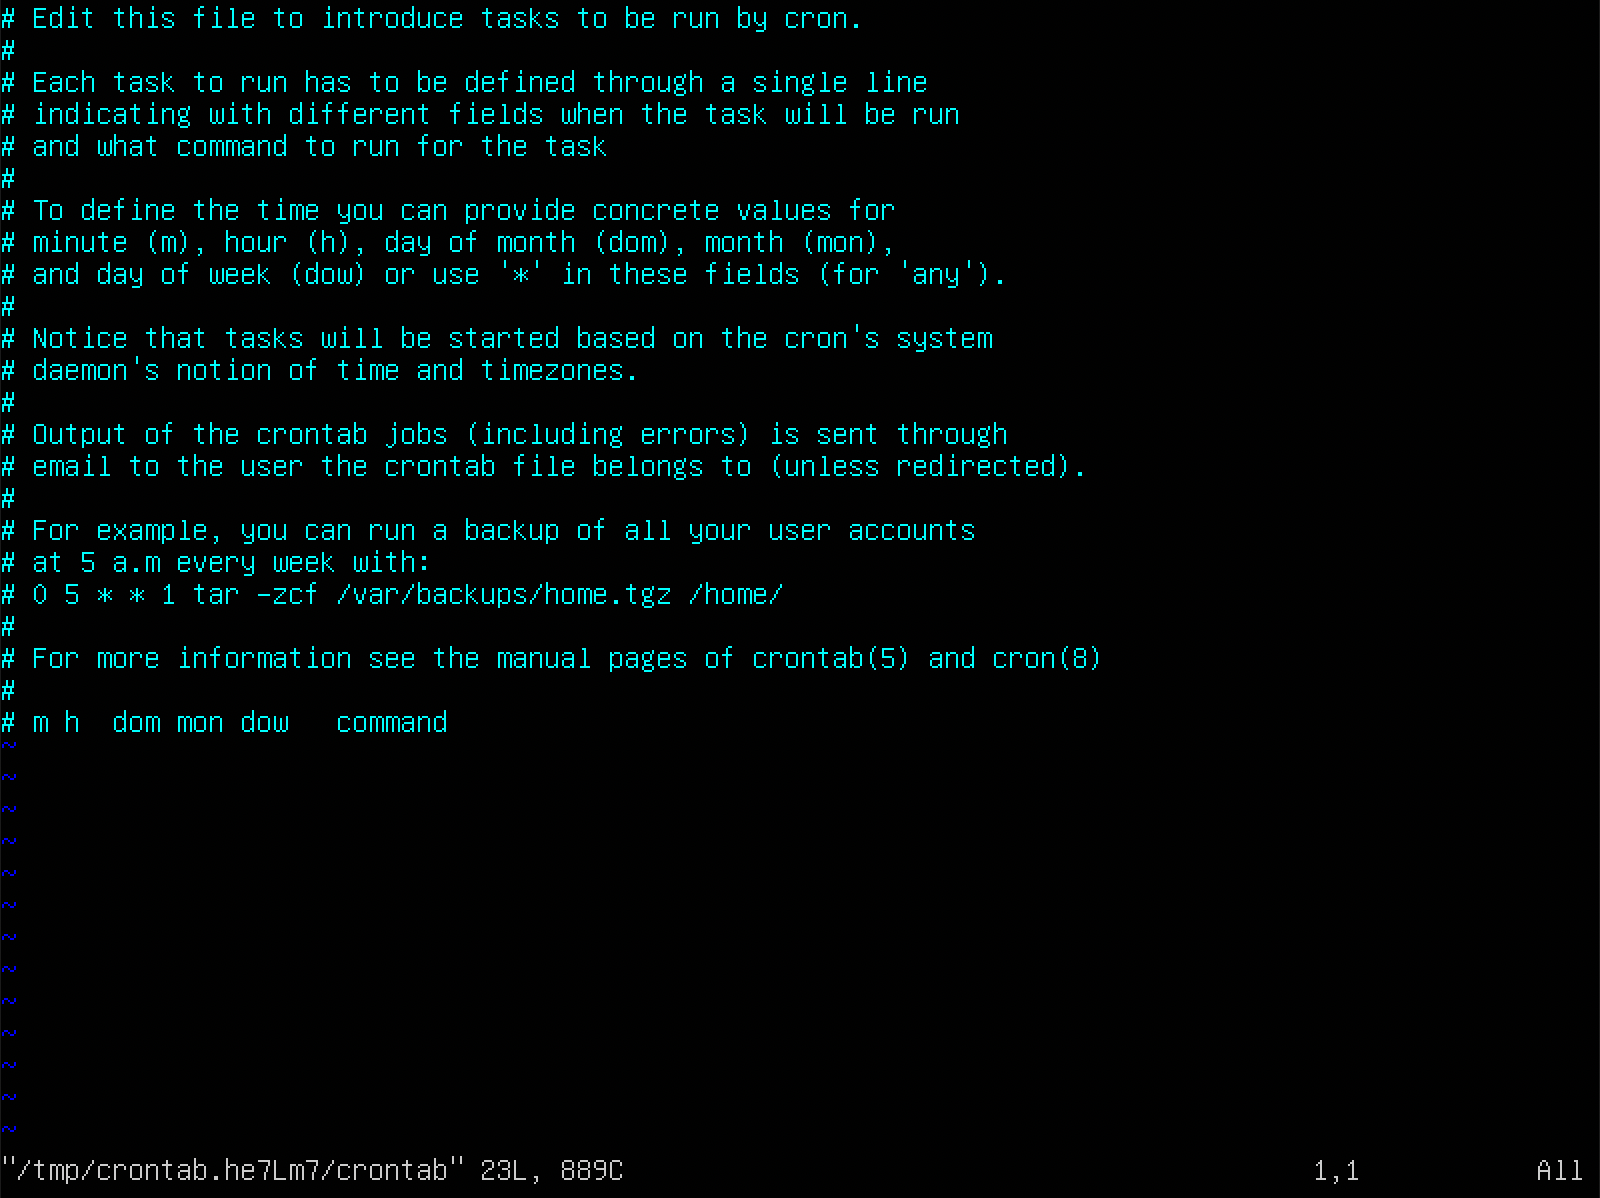 # Edit this file to introduce tasks to be run by cron.
#
# Each task to run has to be defined through a single line
# indicating with different fields when the task will be run
# and what command to run for the task
#
# To define the time you can provide concrete values for
# minute (m), hour (h), day of month (dom), month (mon),
# and day of week (dow) or use '*' in these fields (for 'any').
#
# Notice that tasks will be started based on the cron's system
# daemon's notion of time and timezones.
#
# Output of the crontab jobs (including errors) is sent through
# email to the user the crontab file belongs to (unless redirected).
#
# For example, you can run a backup of all your user accounts
# at 5 a.m every week with:
# 0 5 * * 1 tar -zcf /var/backups/home.tgz /home/
#
# For more information see the manual pages of crontab(5) and cron(8)
#
# m h  dom mon dow   command
~
~
~
~
~
~
~
~
~
~
~
~
~
"/tmp/crontab.he7Lm7/crontab" 23L, 889C 1,1 All